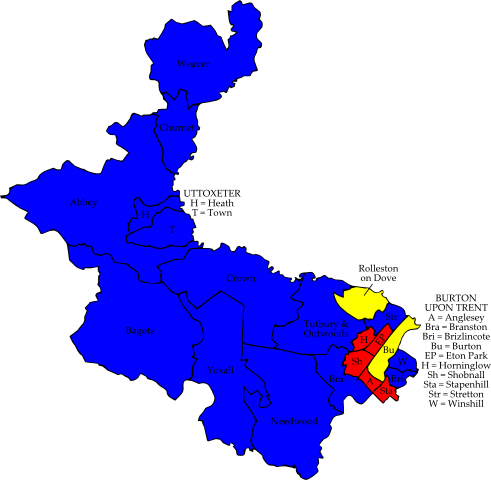 Weaver
Churnet
Abbey
UTTOXETER
H = Heath
T = Town
H
T
Rolleston
on Dove
Crown
Bagot
Yoxall
Needwood
Tutbury &
Outwoods
Str
H
EP
Bu
Sh
W
Bra
A
Bri
Sta
BURTON
UPON TRENT
A = Anglesey
Bra = Branston
Bri = Brizlincote
Bu = Burton
EP = Eton Park
H = Horninglow
Sh = Shobnall
Sta = Stapenhill
Str = Stretton
W = Winshill